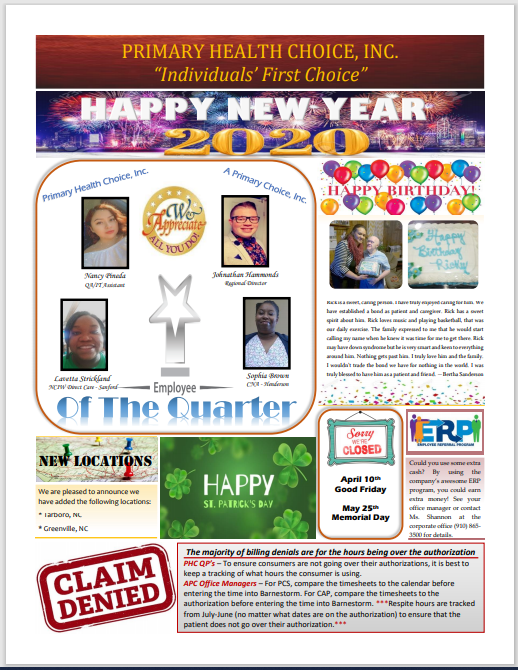 PRIMARY HEALTH CHOICE, INC.
“Individuals’ First Choice”
HAPPY NEW YEAR
2020
Primary Health Choice, Inc.
A Primary Choice, Inc.
We
Appreciate
ALL YOU DO!
Nancy Pineda
QA/IT Assistant
Johnathan Hammonds
Regional Director
Lavetta Strickland
NCIW Direct Care - Sanford
Sophia Brown
CNA - Henderson
Employee
Of The Quarter
HAPPY BIRTHDAY!
Happy
Birthday
Ricky!
Rick is a sweet, caring person. I have truly enjoyed caring for him. We
have established a bond as patient and caregiver. Rick has a sweet
spirit about him. Rick loves music and playing basketball, that was
our daily exercise. The family expressed to me that he would start
calling my name when he knew it was time for me to get there. Rick
may have down syndrome but he is very smart and keen to everything
around him. Nothing gets past him. I truly love him and the family.
I wouldn’t trade the bond we have for nothing in the world. I was
truly blessed to have him as a patient and friend. – Bertha Sanderson
NEW LOCATIONS
We are pleased to announce we
have added the following locations:
* Tarboro, NC
* Greenville, NC
HAPPY
ST. PATRICK'S DAY
Sorry
WE'RE
CLOSED
April 10th
Good Friday
May 25th
Memorial Day
ERP
EMPLOYEE REFERRAL PROGRAM
Could you use some extra
cash? By using the
company’s awesome ERP
program, you could earn
extra money! See your
office manager or contact
Ms. Shannon at the
corporate office (910) 865-
3500 for details.
CLAIM
DENIED
The majority of billing denials are for the hours being over the authorization
PHC QP’s – To ensure consumers are not going over their authorizations, it is best to
keep a tracking of what hours the consumer is using.
APC Office Managers – For PCS, compare the timesheets to the calendar before
entering the time into Barnestorm. For CAP, compare the timesheets to the
authorization before entering the time into Barnestorm. ***Respite hours are tracked
from July-June (no matter what dates are on the authorization) to ensure that the
patient does not go over their authorization.***